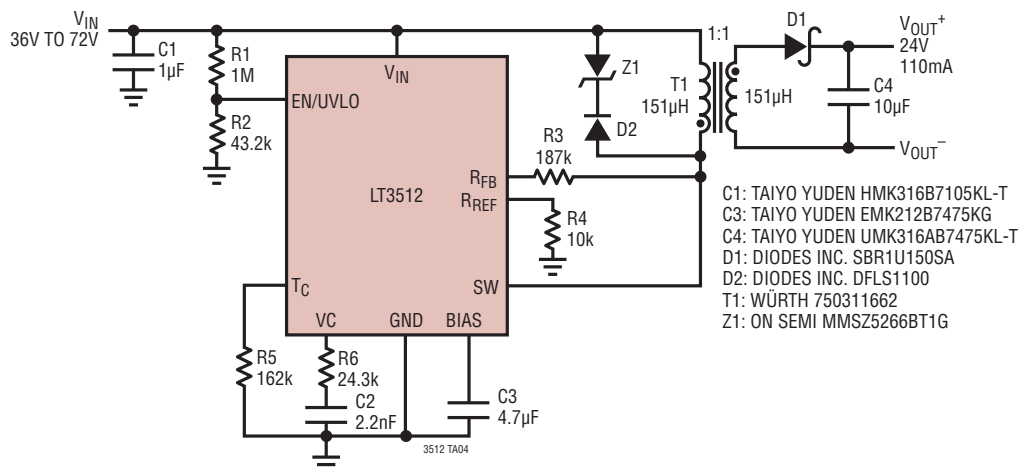 VIN
36V TO 72V
C1
1µF
R1
1M
R2
43.2k
VIN
EN/UVLO
LT3512
RFB
RREF
SW
TC
VC
GND
BIAS
Z1
D2
R3
187k
R4
10k
T1
151µH
1:1
151µH
D1
C4
10µF
VOUT+
24V
110mA
VOUT–
R5
162k
R6
24.3k
C2
2.2nF
C3
4.7µF
3512 TA04
C1: TAIYO YUDEN HMK316B7105KL-T
C3: TAIYO YUDEN EMK212B7475KG
C4: TAIYO YUDEN UMK316AB7475KL-T
D1: DIODES INC. SBR1U150SA
D2: DIODES INC. DFLS1100
T1: WÜRTH 750311662
Z1: ON SEMI MMSZ5266BT1G